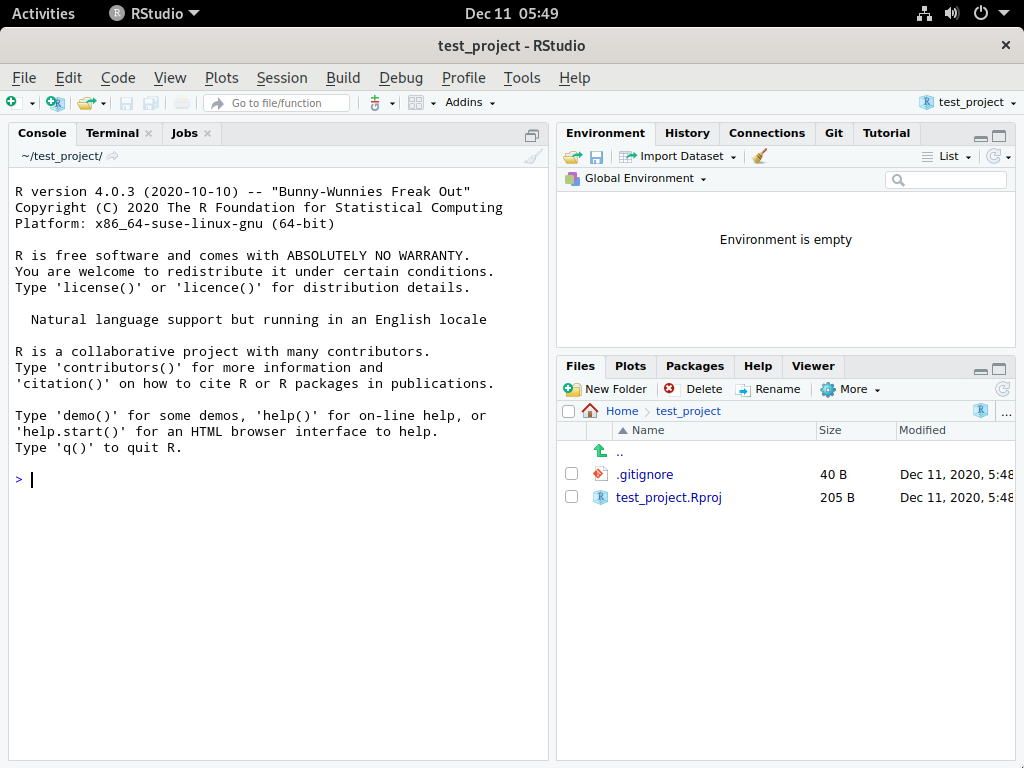 Activities RStudio Dec 11 05:49
test_project - RStudio
File Edit Code View Plots Session Build Debug Profile Tools Help
Go to file/function Addins test_project
Console Terminal Jobs
~/test_project/
R version 4.0.3 (2020-10-10) -- "Bunny-Wunnies Freak Out"
Copyright (C) 2020 The R Foundation for Statistical Computing
Platform: x86_64-suse-linux-gnu (64-bit)
R is free software and comes with ABSOLUTELY NO WARRANTY.
You are welcome to redistribute it under certain conditions.
Type 'license()' or 'licence()' for distribution details.
Natural language support but running in an English locale
R is a collaborative project with many contributors.
Type 'contributors()' for more information and
'citation()' on how to cite R or R packages in publications.
Type 'demo()' for some demos, 'help()' for on-line help, or
'help.start()' for an HTML browser interface to help.
Type 'q()' to quit R.
>
Environment History Connections Git Tutorial
Import Dataset List
Global Environment
Environment is empty
Files Plots Packages Help Viewer
New Folder Delete Rename More
Home test_project ...
Name Size Modified
..
.gitignore 40 B Dec 11, 2020, 5:48
test_project.Rproj 205 B Dec 11, 2020, 5:48